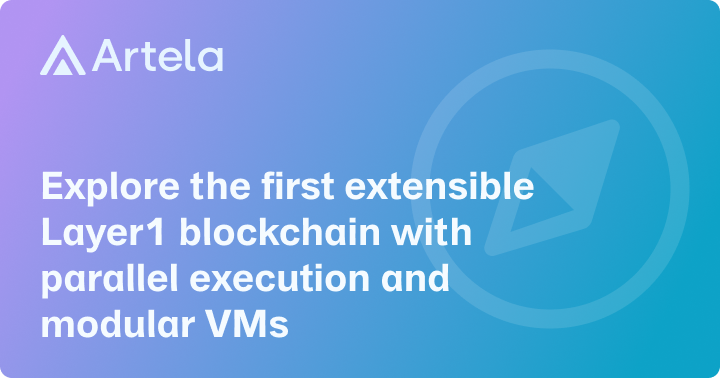 Artela
Explore the first extensible
Layer1 blockchain with
parallel execution and
modular VMs